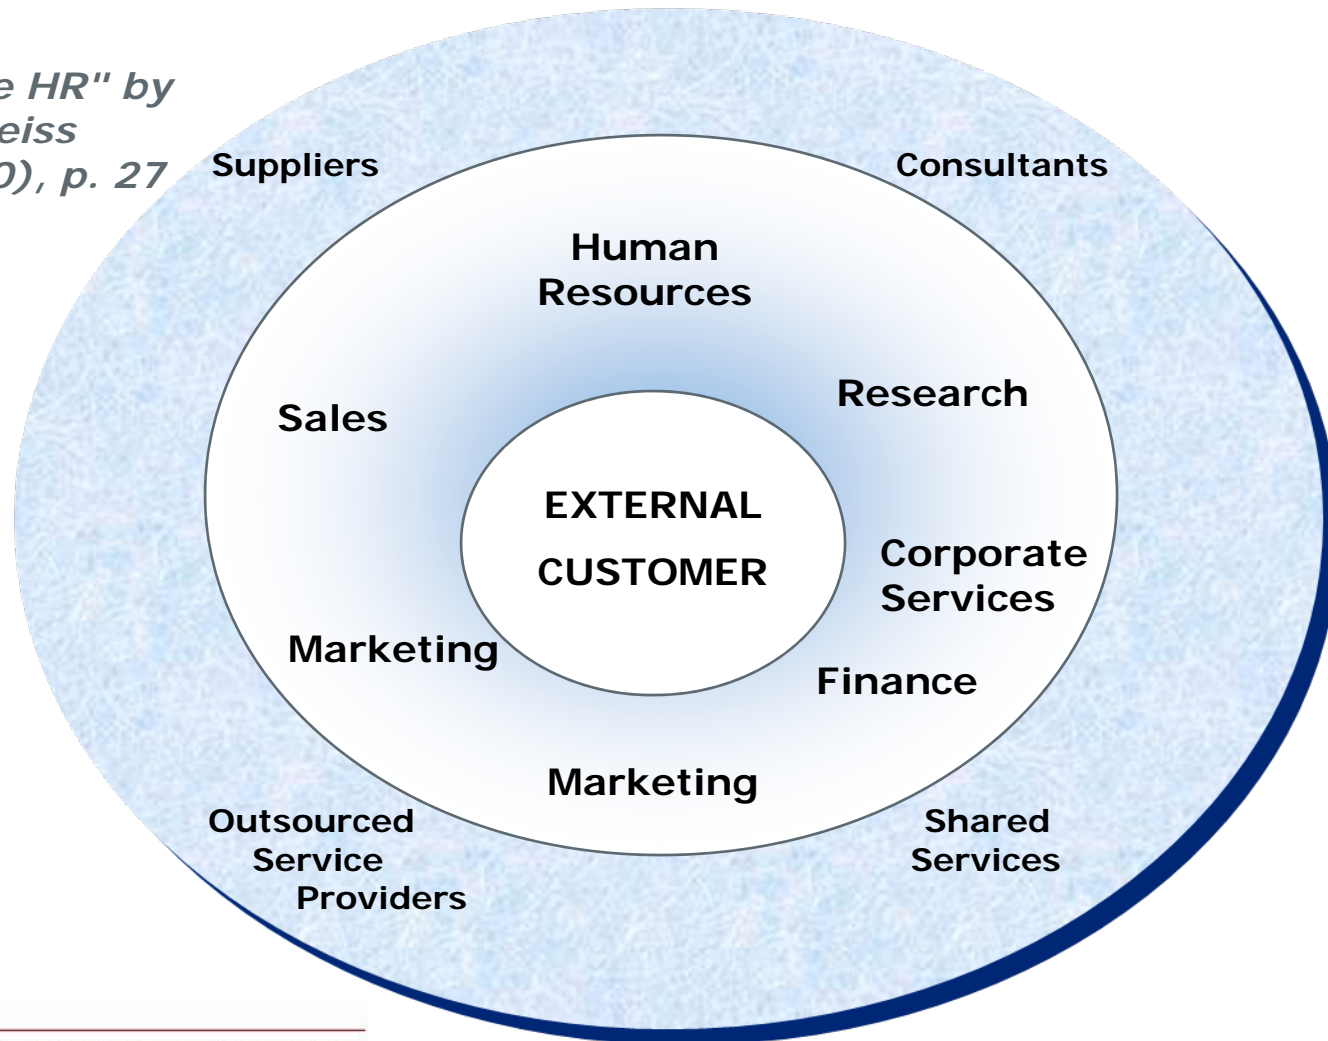 e HR" by
eiss
0), p. 27
Suppliers
Consultants
Human
Resources
Sales
Research
EXTERNAL
CUSTOMER
Corporate
Services
Marketing
Finance
Marketing
Outsourced
Service
Providers
Shared
Services